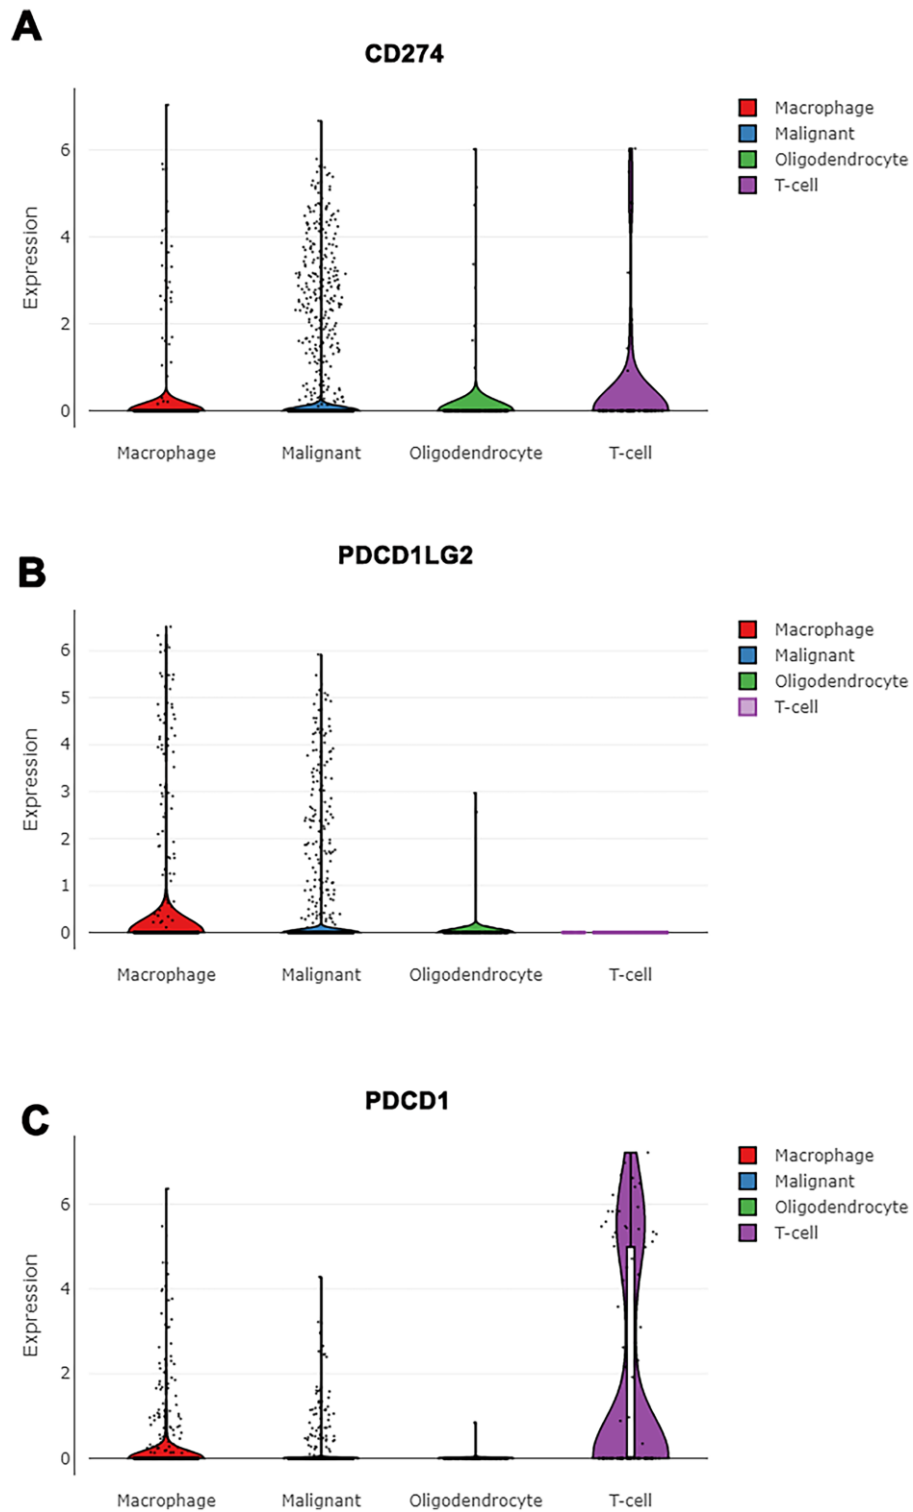 A
CD274
Expression
6
4
2
0
Macrophage
Malignant
Oligodendrocyte
T-cell
Macrophage
Malignant
Oligodendrocyte
T-cell
B
PDCD1LG2
Expression
6
5
4
3
2
1
0
Macrophage
Malignant
Oligodendrocyte
T-cell
Macrophage
Malignant
Oligodendrocyte
T-cell
C
PDCD1
Expression
6
4
2
0
Macrophage
Malignant
Oligodendrocyte
T-cell
Macrophage
Malignant
Oligodendrocyte
T-cell